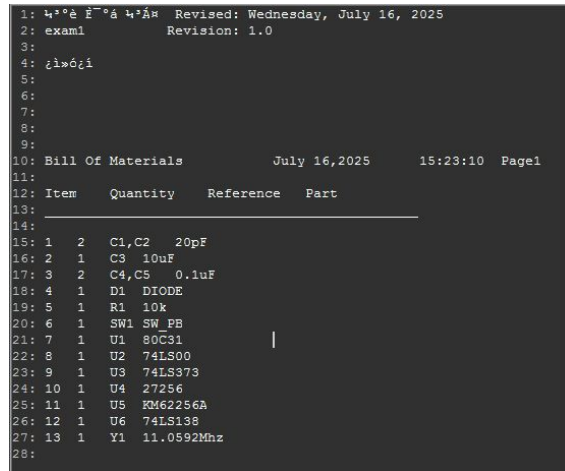 1: ¼³°è È¯°á ¼³Á¤ Revised: Wednesday, July 16, 2025
2: exam1 Revision: 1.0
3:
4: ¿ì»ó¿í
5:
6:
7:
8:
9:
10: Bill Of Materials July 16,2025 15:23:10 Page1
11:
12: Item Quantity Reference Part
13: ______________________________________________
14:
15: 1 2 C1,C2 20pF
16: 2 1 C3 10uF
17: 3 2 C4,C5 0.1uF
18: 4 1 D1 DIODE
19: 5 1 R1 10k
20: 6 1 SW1 SW_PB
21: 7 1 U1 80C31
22: 8 1 U2 74LS00
23: 9 1 U3 74LS373
24: 10 1 U4 27256
25: 11 1 U5 KM62256A
26: 12 1 U6 74LS138
27: 13 1 Y1 11.0592Mhz
28: